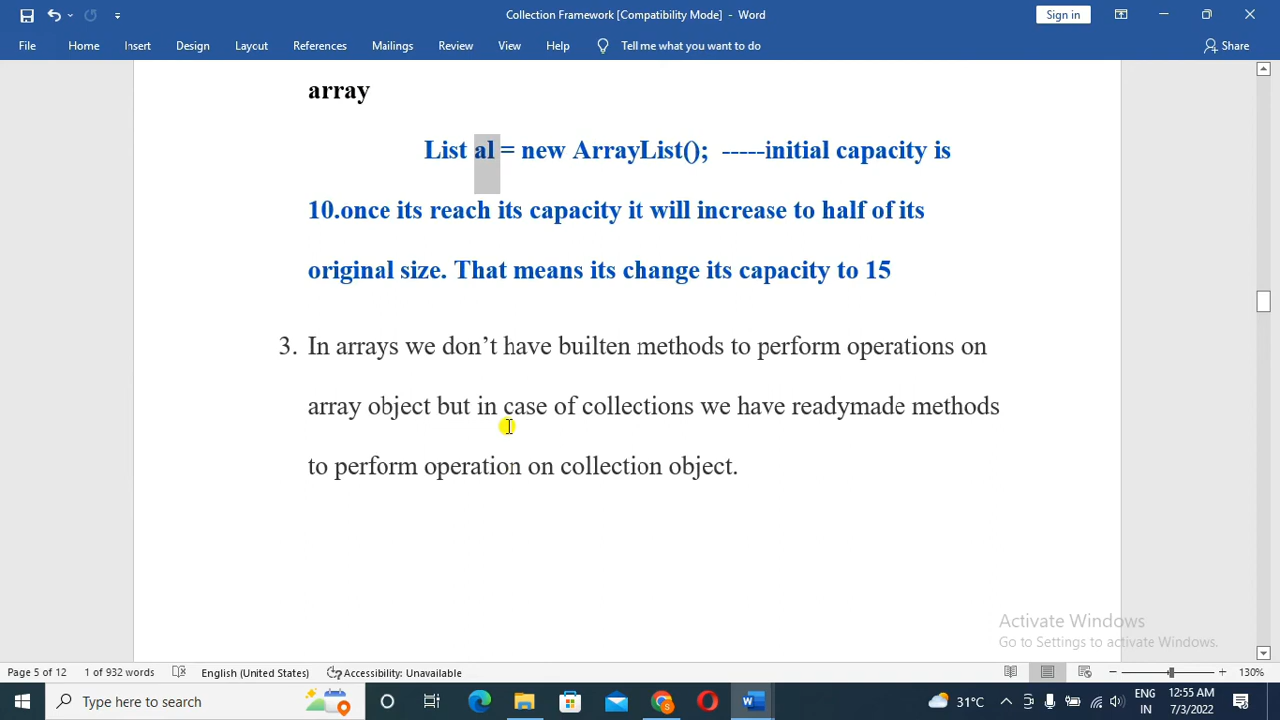 Collection Framework [Compatibility Mode] - Word
Sign in
File Home Insert Design Layout References Mailings Review View Help Tell me what you want to do Share
array
List al = new ArrayList(); -----initial capacity is
10.once its reach its capacity it will increase to half of its
original size. That means its change its capacity to 15
3. In arrays we don’t have builten methods to perform operations on
array object but in case of collections we have readymade methods
to perform operation on collection object.
Activate Windows
Go to Settings to activate Windows.
Page 5 of 12 1 of 932 words English (United States) Accessibility: Unavailable 130%
Type here to search
31°C
ENG
IN
12:55 AM
7/3/2022